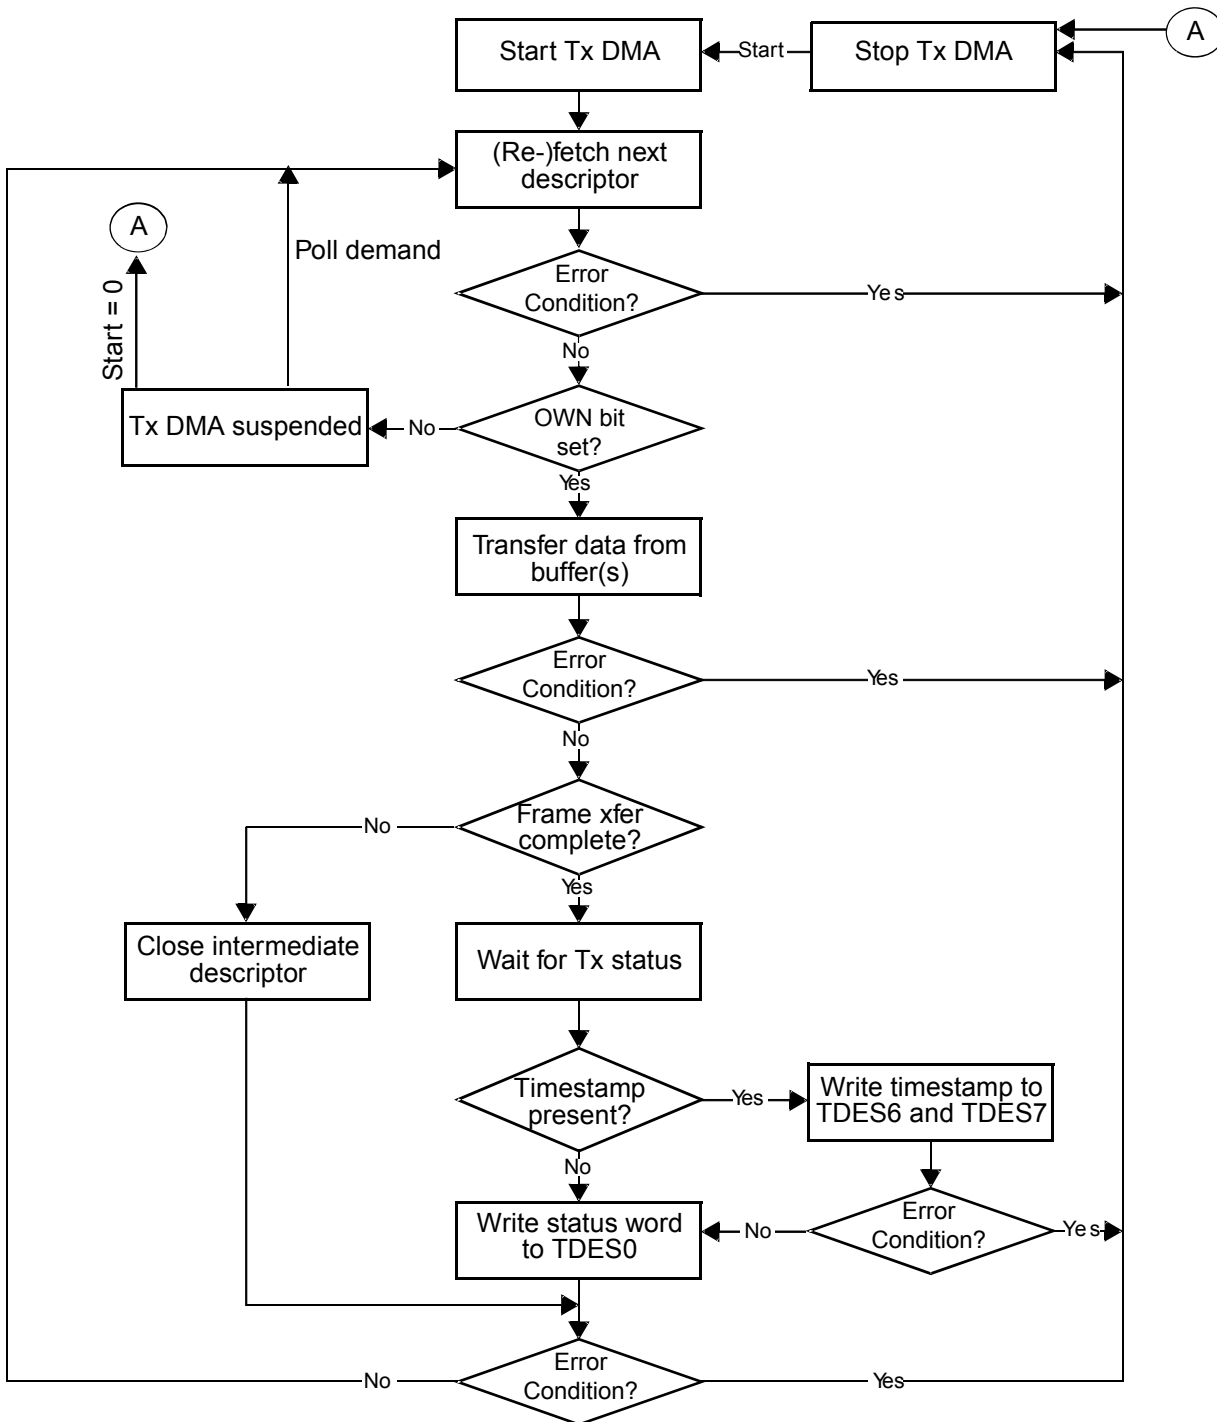 Start Tx DMA
Start
Stop Tx DMA
A
(Re-)fetch next
descriptor
A
Poll demand
Start = 0
Error
Condition?
Yes
No
Tx DMA suspended
No
OWN bit
set?
Yes
Transfer data from
buffer(s)
Error
Condition?
Yes
No
Frame xfer
complete?
No
Yes
Close intermediate
descriptor
Wait for Tx status
Timestamp
present?
Yes
Write timestamp to
TDES6 and TDES7
No
Write status word
to TDES0
No
Error
Condition?
Yes
No
Error
Condition?
Yes